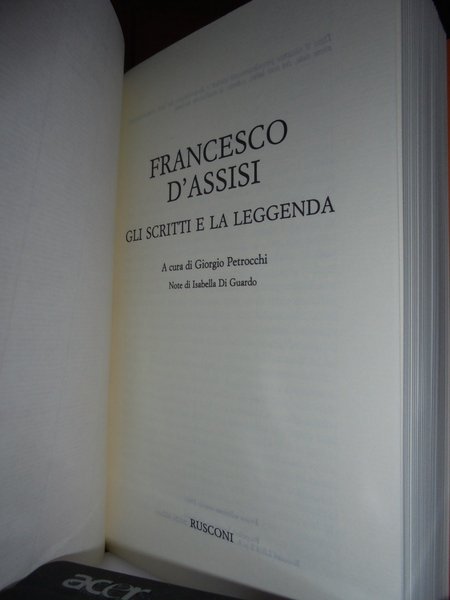 FRANCESCO
D'ASSISI
GLI SCRITTI E LA LEGGENDA
A cura di Giorgio Petrocchi
Note di Isabella Di Guardo
RUSCONI
acer